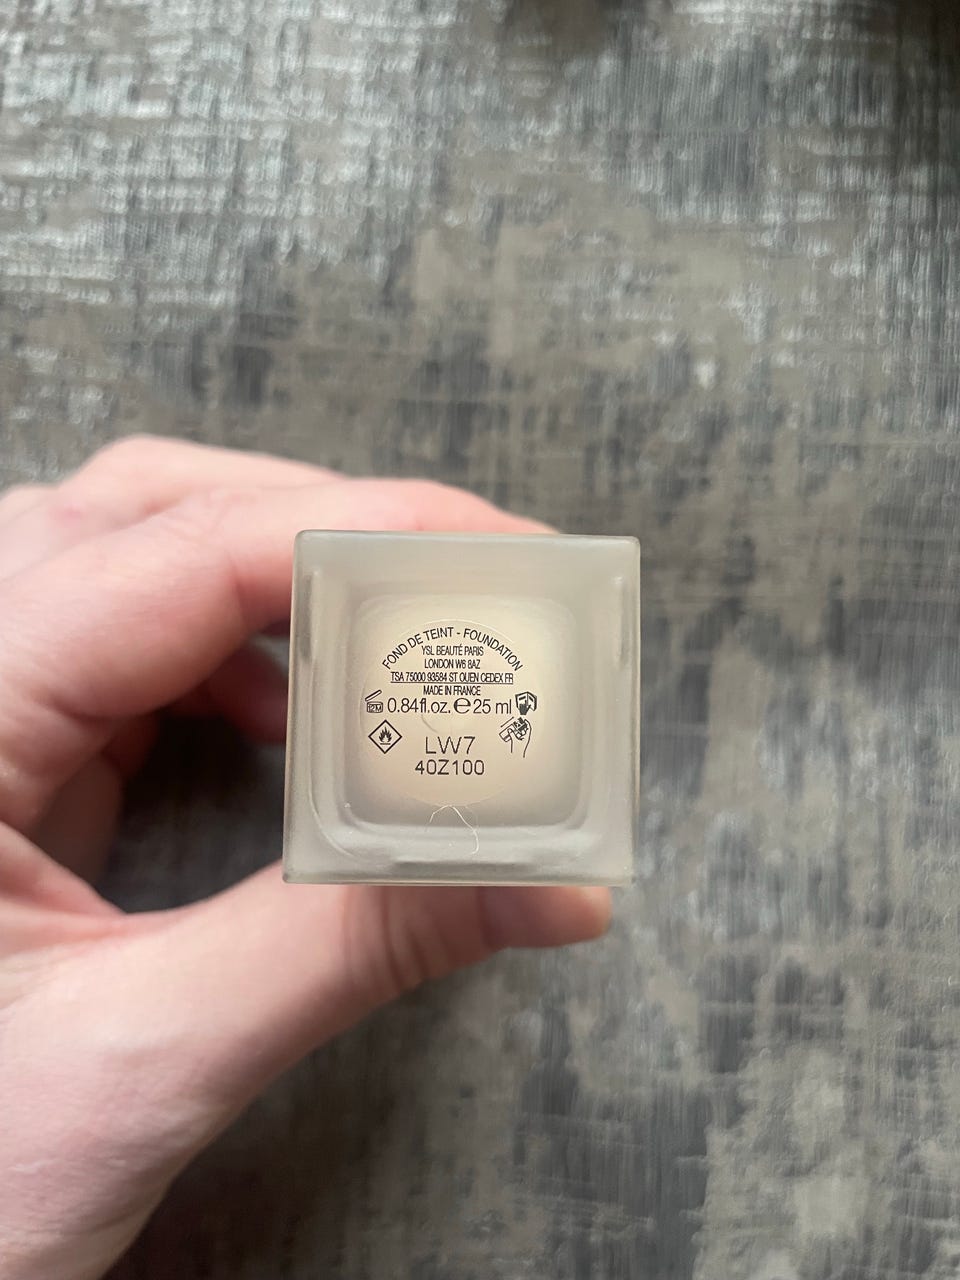 FOND DE TEINT - FOUNDATION
YSL BEAUTÉ PARIS
LONDON W6 8AZ
TSA 75000 93584 ST OUEN CEDEX FR
MADE IN FRANCE
12M 0.84fl.oz. e 25 ml
LW7
40Z100